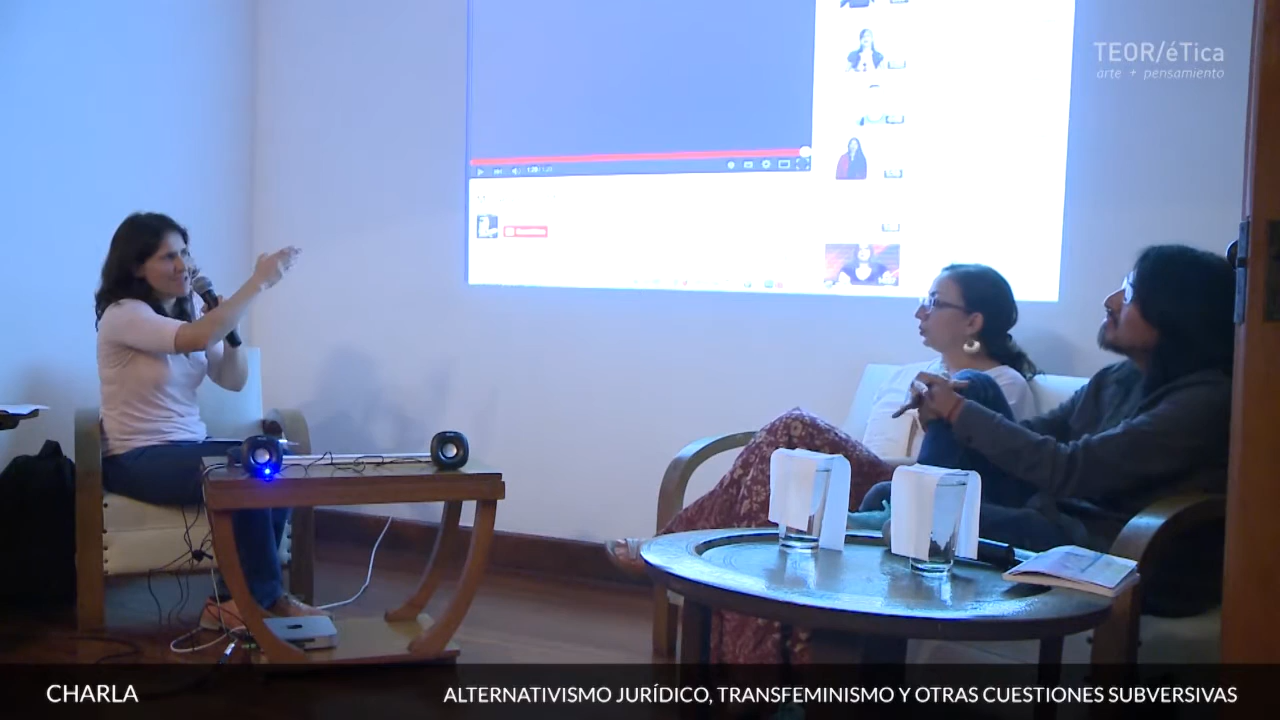 TEOR/éTica
arte + pensamiento
CHARLA
ALTERNATIVISMO JURÍDICO, TRANSFEMINISMO Y OTRAS CUESTIONES SUBVERSIVAS